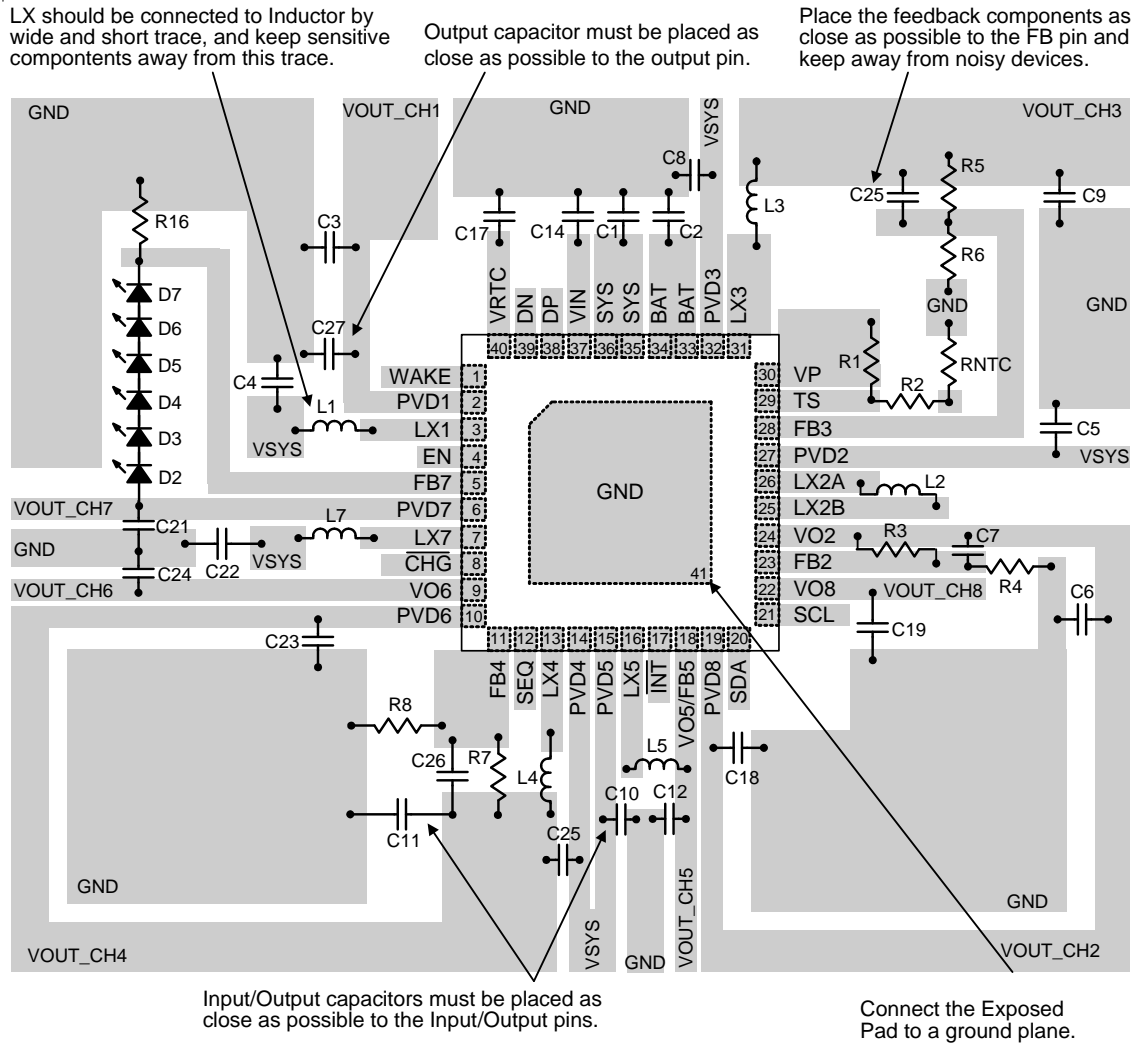 LX should be connected to Inductor by
wide and short trace, and keep sensitive
compontents away from this trace.
Output capacitor must be placed as
close as possible to the output pin.
Place the feedback components as
close as possible to the FB pin and
keep away from noisy devices.
GND
VOUT_CH1
GND
VSYS
VOUT_CH3
C8
R5
C25
C9
R16
C3
C17
C14
C1
C2
L3
R6
VRTC
DN
DP
VIN
SYS
SYS
BAT
BAT
PVD3
LX3
GND
GND
D7
D6
D5
D4
D3
D2
C27
C4
L1
VSYS
40
39
38
37
36
35
34
33
32
31
R1
R2
RNTC
WAKE 1
PVD1 2
LX1 3
EN 4
FB7 5
PVD7 6
LX7 7
CHG 8
VO6 9
PVD6 10
30 VP
29 TS
28 FB3
27 PVD2
26 LX2A
25 LX2B
24 VO2
23 FB2
22 VO8
21 SCL
GND
41
C5
VSYS
L2
VOUT_CH7
C21
L7
GND
C22
VSYS
C24
VOUT_CH6
R3
C7
R4
VOUT_CH8
C6
C19
C23
11
12
13
14
15
16
17
18
19
20
FB4
SEQ
LX4
PVD4
PVD5
LX5
INT
VO5/FB5
PVD8
SDA
R8
C26
R7
L4
L5
C18
C11
C10
C12
C25
GND
GND
VOUT_CH4
VSYS
GND
VOUT_CH5
VOUT_CH2
Input/Output capacitors must be placed as
close as possible to the Input/Output pins.
Connect the Exposed
Pad to a ground plane.